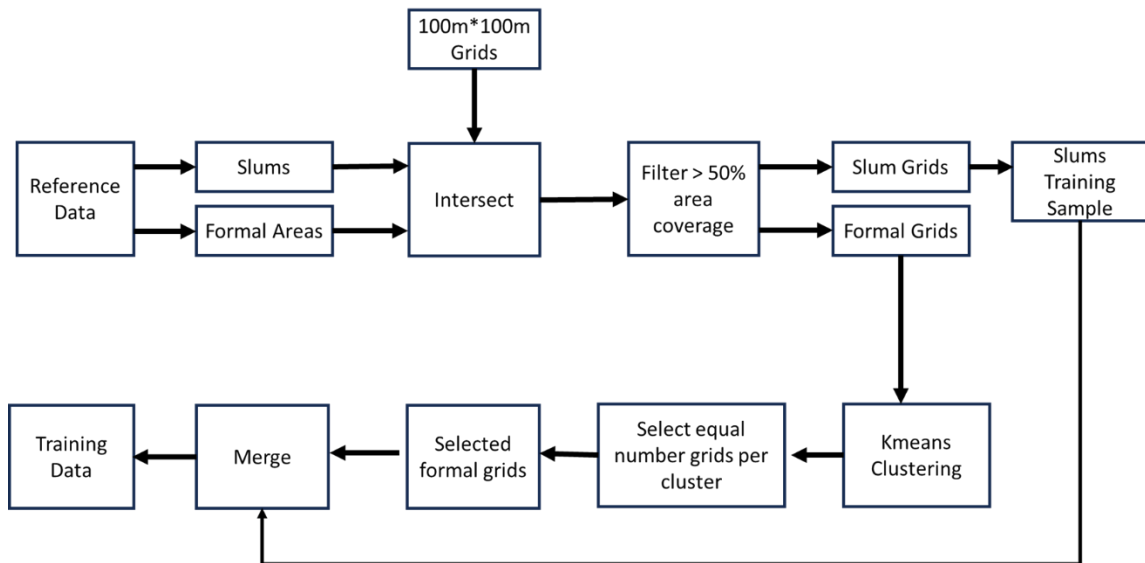 100m*100m
Grids
Reference
Data
Slums
Formal Areas
Intersect
Filter > 50%
area
coverage
Slum Grids
Formal Grids
Slums
Training
Sample
Kmeans
Clustering
Select equal
number grids per
cluster
Selected
formal grids
Merge
Training
Data